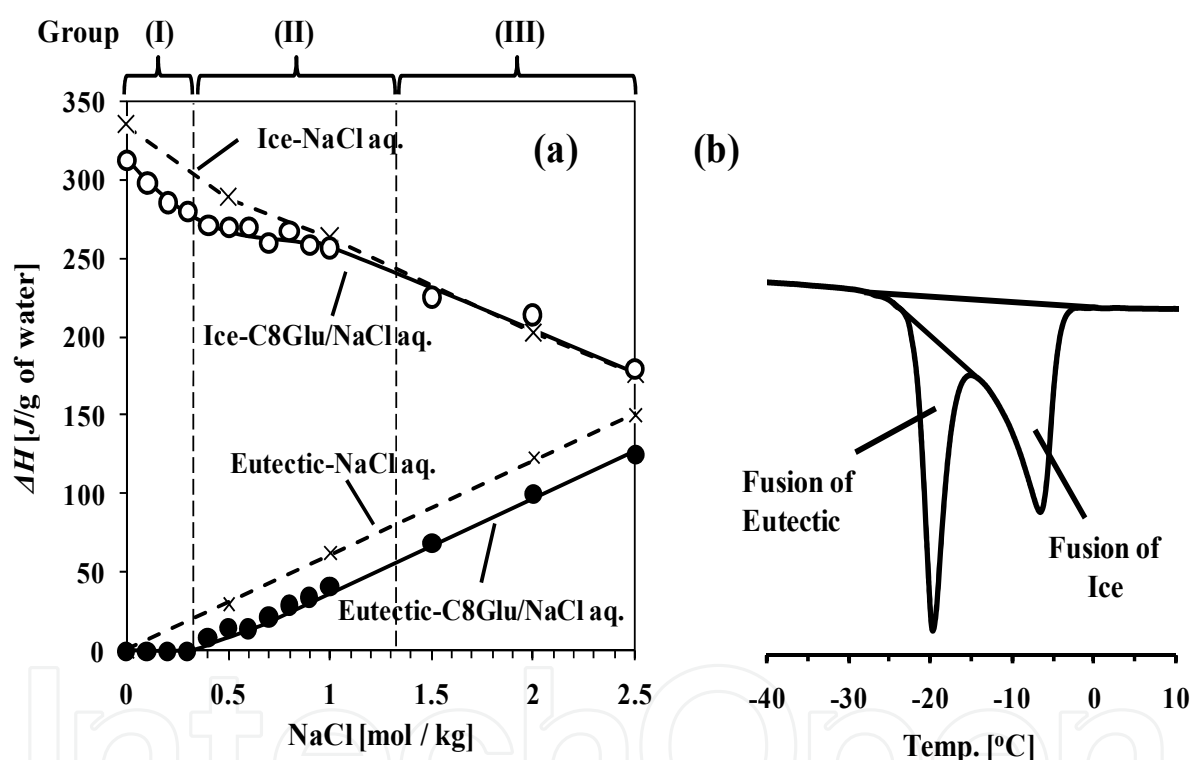 Group (I) (II) (III)
350
300
250
200
150
100
50
0
ΔH [J/g of water]
(a)
Ice-NaCl aq.
Ice-C8Glu/NaCl aq.
Eutectic-NaCl aq.
Eutectic-C8Glu/NaCl aq.
0 0.5 1 1.5 2 2.5
NaCl [mol / kg]
(b)
Fusion of
Eutectic
Fusion of
Ice
-40 -30 -20 -10 0 10
Temp. [°C]
IntechOpen